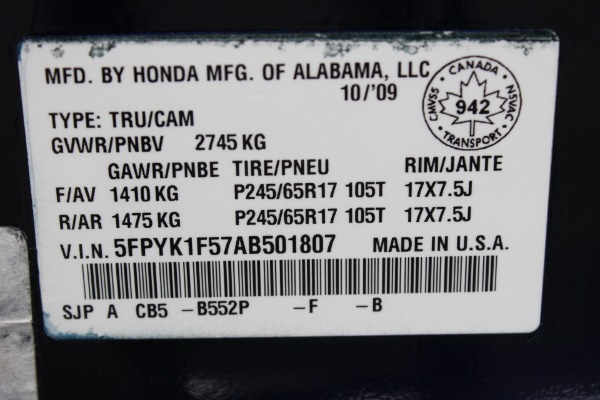 MFD. BY HONDA MFG. OF ALABAMA, LLC
10/'09
CANADA
CMVSS
942
NSVAC
TRANSPORT
TYPE: TRU/CAM
GVWR/PNBV 2745 KG
GAWR/PNBE TIRE/PNEU RIM/JANTE
F/AV 1410 KG P245/65R17 105T 17X7.5J
R/AR 1475 KG P245/65R17 105T 17X7.5J
V.I.N. 5FPYK1F57AB501807 MADE IN U.S.A.
SJP A CB5 -B552P -F -B